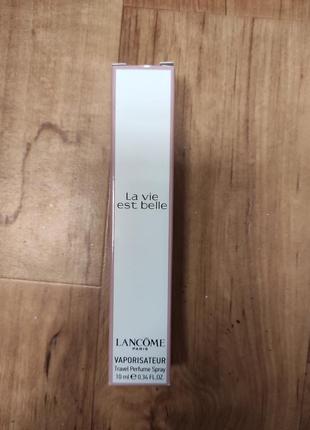 La vie
est belle
LANCÔME
PARIS
VAPORISATEUR
Travel Perfume Spray
10 ml ℮ 0.34 FL.OZ.